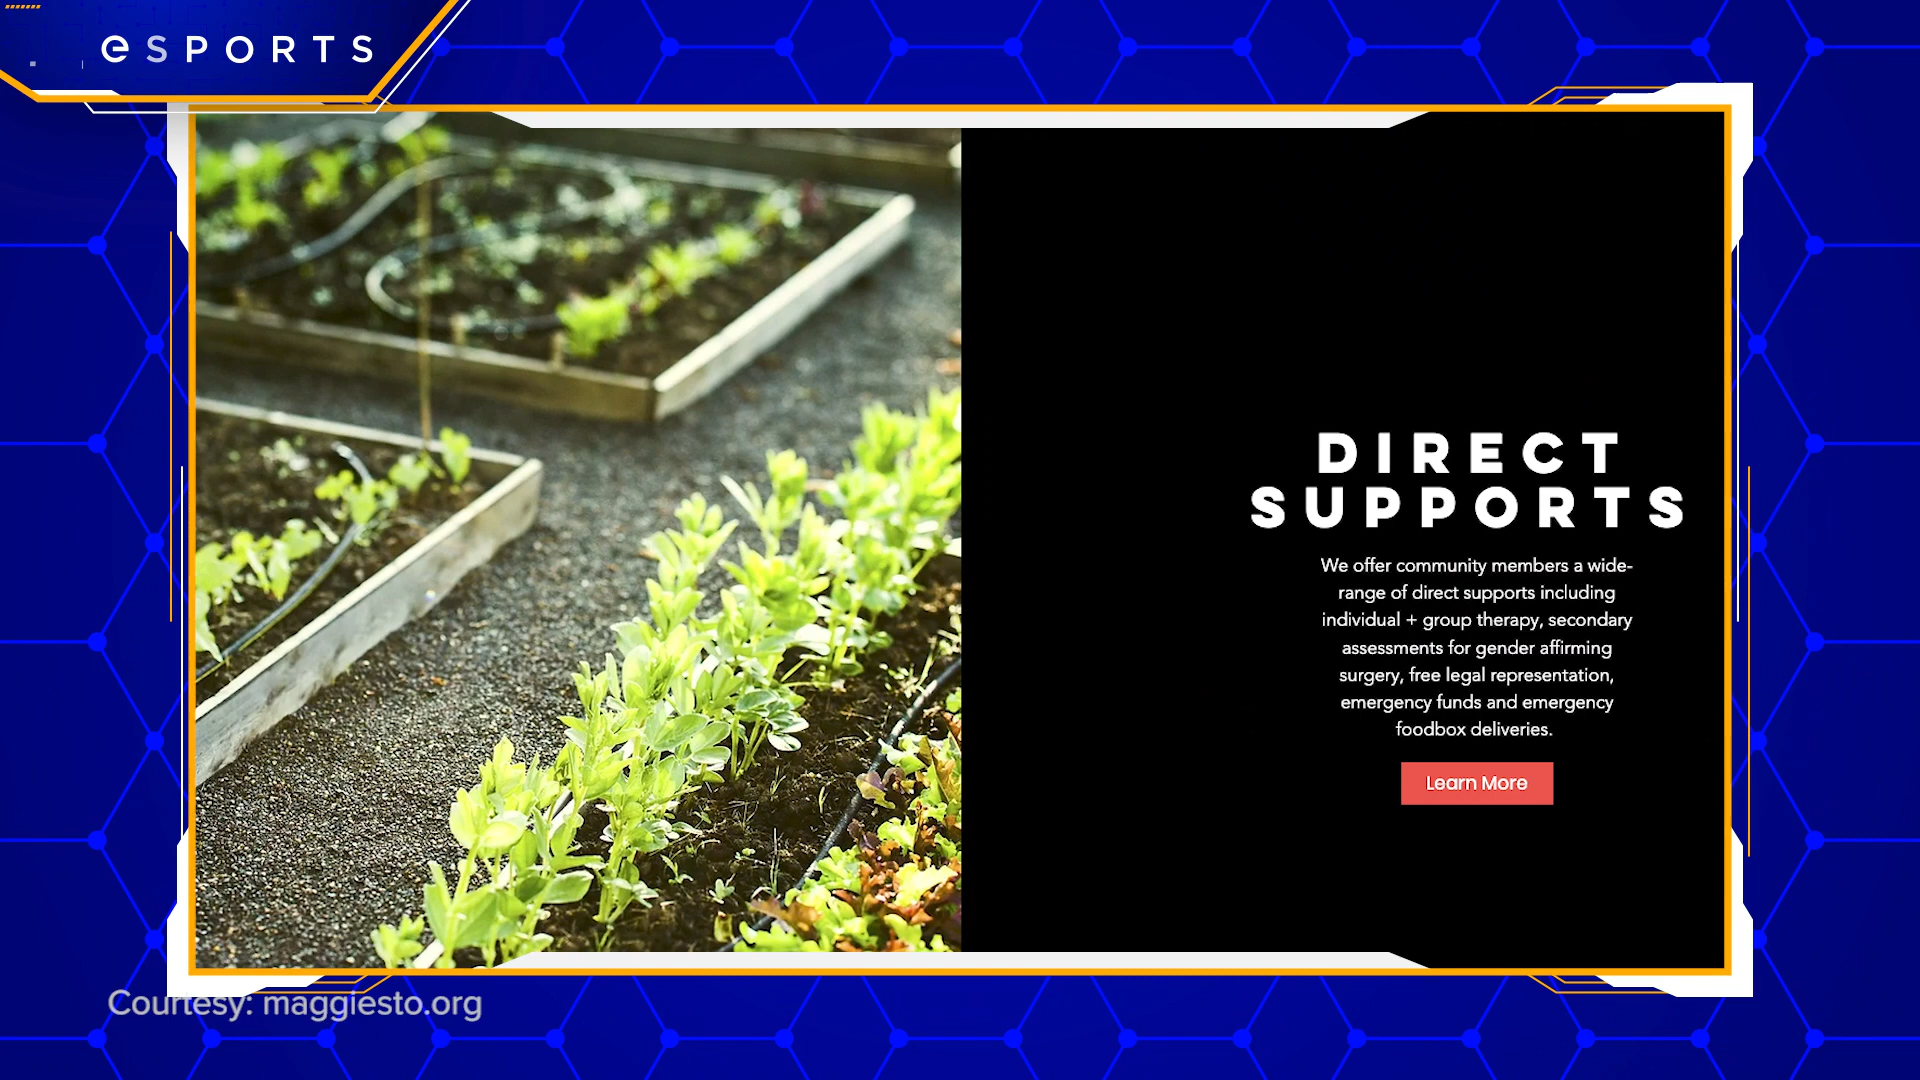 eSPORTS
DIRECT
SUPPORTS
We offer community members a wide-
range of direct supports including
individual + group therapy, secondary
assessments for gender affirming
surgery, free legal representation,
emergency funds and emergency
foodbox deliveries.
Learn More
Courtesy: maggiesto.org